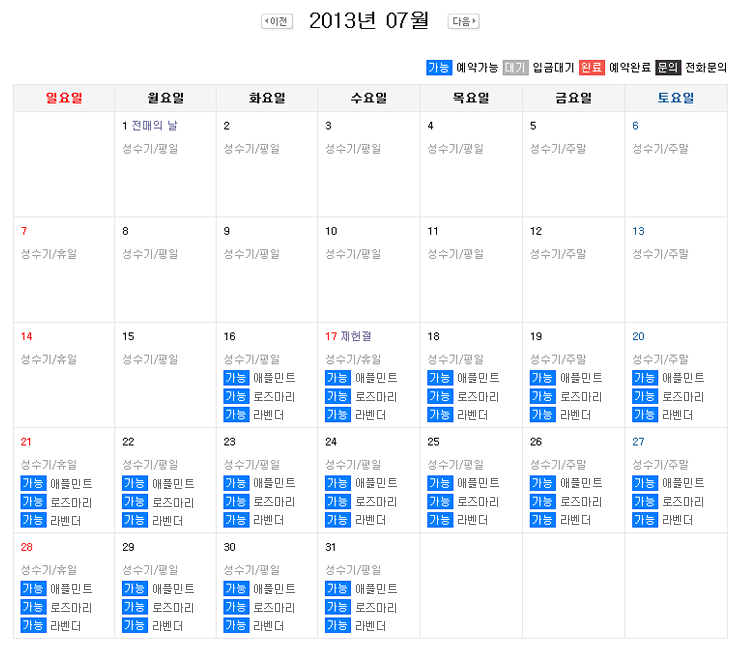 이전 2013년 07월 다음
가능 예약가능 대기 입금대기 완료 예약완료 문의 전화문의
일요일 월요일 화요일 수요일 목요일 금요일 토요일
1 전매의 날 2 3 4 5 6
성수기/평일 성수기/평일 성수기/평일 성수기/평일 성수기/주말 성수기/주말
7 8 9 10 11 12 13
성수기/휴일 성수기/평일 성수기/평일 성수기/평일 성수기/평일 성수기/주말 성수기/주말
14 15 16 17 제헌절 18 19 20
성수기/휴일 성수기/평일 성수기/평일 성수기/평일 성수기/평일 성수기/주말 성수기/주말
가능 애플민트 가능 애플민트 가능 애플민트 가능 애플민트 가능 애플민트
가능 로즈마리 가능 로즈마리 가능 로즈마리 가능 로즈마리 가능 로즈마리
가능 라벤더 가능 라벤더 가능 라벤더 가능 라벤더 가능 라벤더
21 22 23 24 25 26 27
성수기/휴일 성수기/평일 성수기/평일 성수기/평일 성수기/평일 성수기/주말 성수기/주말
가능 애플민트 가능 애플민트 가능 애플민트 가능 애플민트 가능 애플민트 가능 애플민트 가능 애플민트
가능 로즈마리 가능 로즈마리 가능 로즈마리 가능 로즈마리 가능 로즈마리 가능 로즈마리 가능 로즈마리
가능 라벤더 가능 라벤더 가능 라벤더 가능 라벤더 가능 라벤더 가능 라벤더 가능 라벤더
28 29 30 31
성수기/휴일 성수기/평일 성수기/평일 성수기/평일
가능 애플민트 가능 애플민트 가능 애플민트 가능 애플민트
가능 로즈마리 가능 로즈마리 가능 로즈마리 가능 로즈마리
가능 라벤더 가능 라벤더 가능 라벤더 가능 라벤더